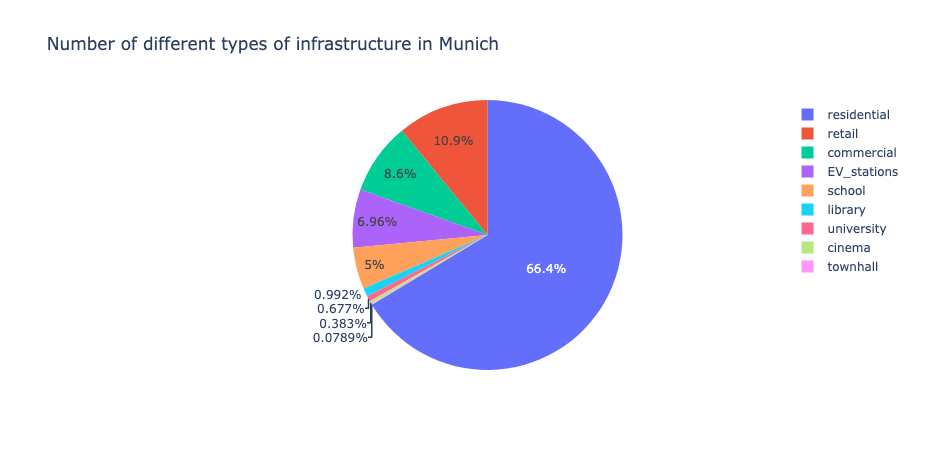 Number of different types of infrastructure in Munich
10.9%
8.6%
6.96%
5%
66.4%
0.992%
0.677%
0.383%
0.0789%
residential
retail
commercial
EV_stations
school
library
university
cinema
townhall